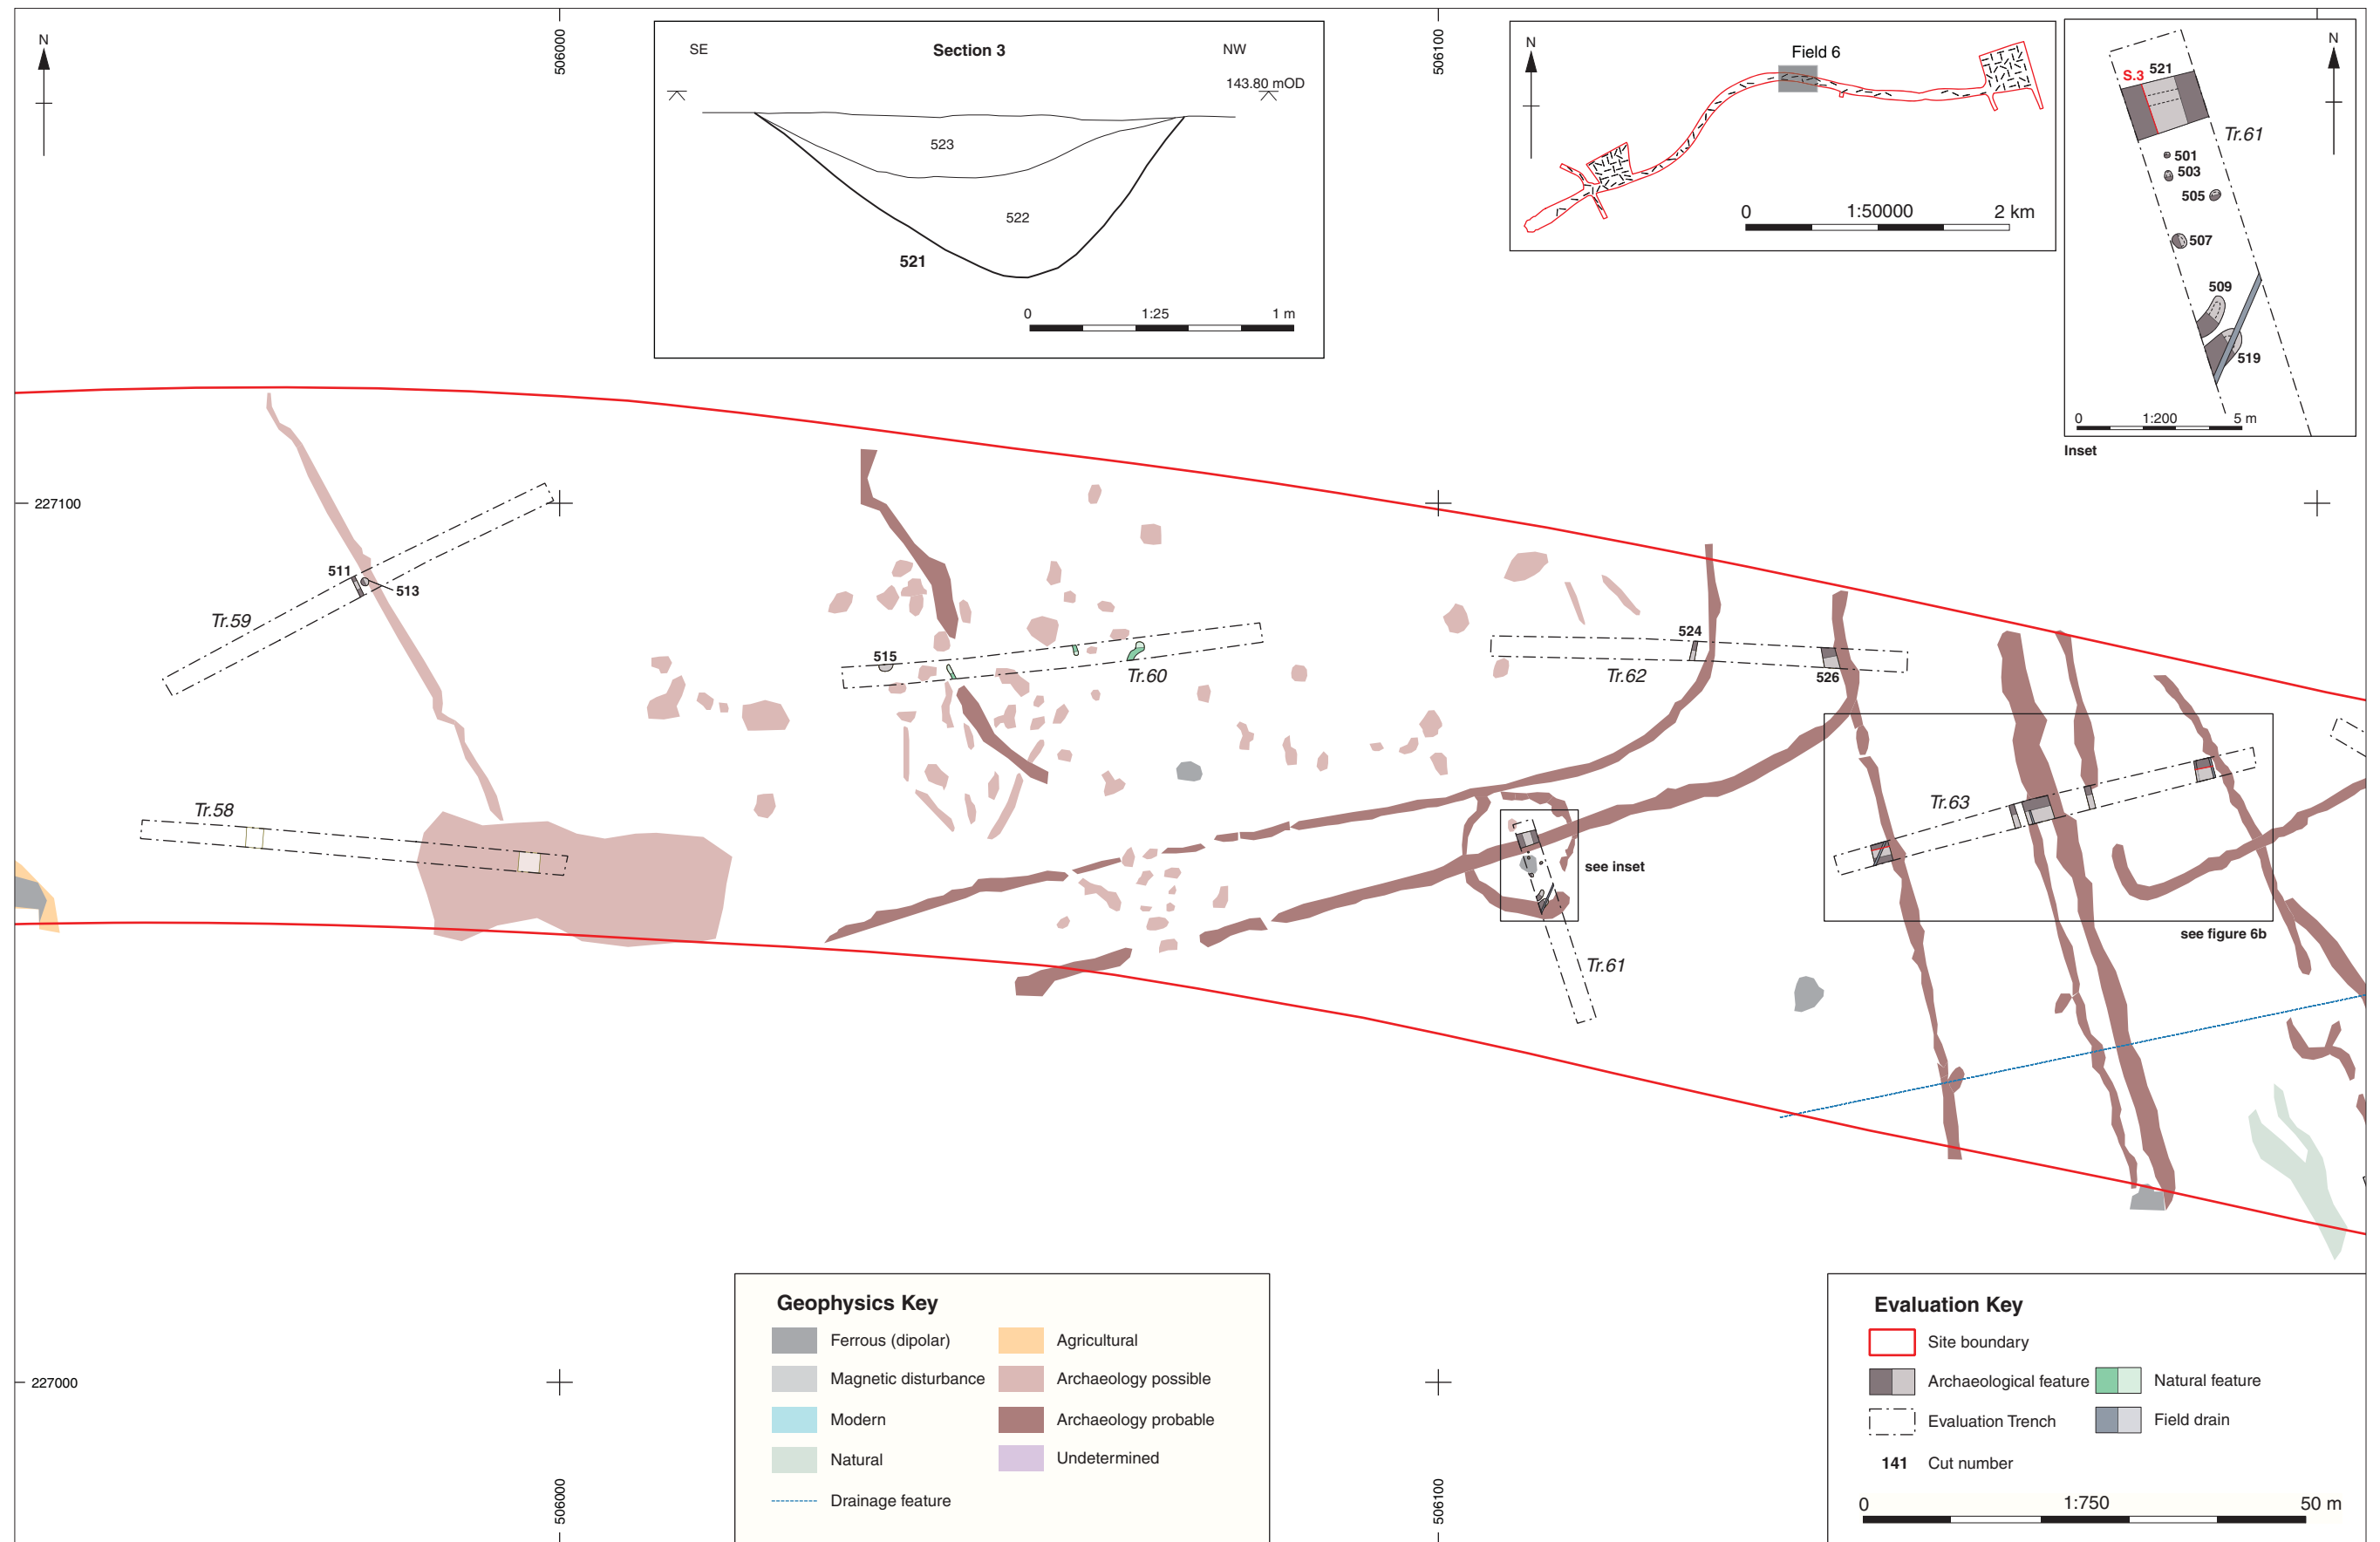 N
506000
SE
Section 3
NW
143.80 mOD
523
522
521
0
1:25
1 m
506100
N
Field 6
0
1:50000
2 km
N
S.3
521
Tr.61
501
503
505
507
509
519
0
1:200
5 m
Inset
227100
511
513
Tr.59
515
Tr.60
524
Tr.62
526
Tr.58
Tr.63
see inset
see figure 6b
Tr.61
227000
506000
506100
Geophysics Key
Ferrous (dipolar)
Agricultural
Magnetic disturbance
Archaeology possible
Modern
Archaeology probable
Natural
Undetermined
Drainage feature
Evaluation Key
Site boundary
Archaeological feature
Natural feature
Evaluation Trench
Field drain
141
Cut number
0
1:750
50 m